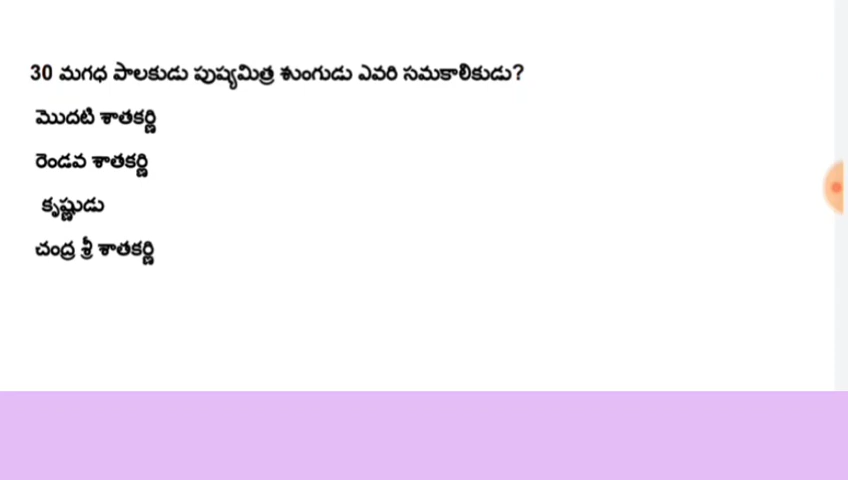 30 మగధ పాలకుడు పుష్యమిత్ర శుంగుడు ఎవరి సమకాలికుడు?
మొదటి శాతకర్ణి
రెండవ శాతకర్ణి
కృష్ణుడు
చంద్ర శ్రీ శాతకర్ణి